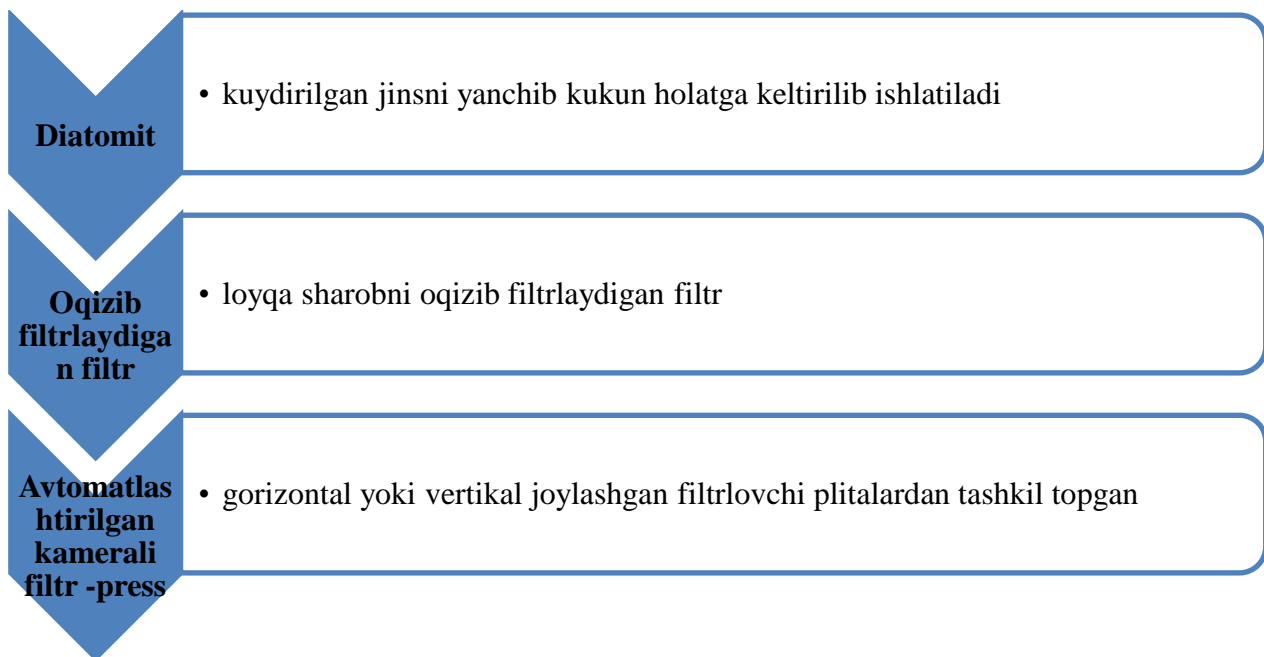 Diatomit
• kuydirilgan jinsni yanchib kukun holatga keltirilib ishlatiladi
Oqizib
filtrlaydiga
n filtr
• loyqa sharobni oqizib filtrlaydigan filtr
Avtomatlas
htirilgan
kamerali
filtr -press
• gorizontal yoki vertikal joylashgan filtrlovchi plitalardan tashkil topgan